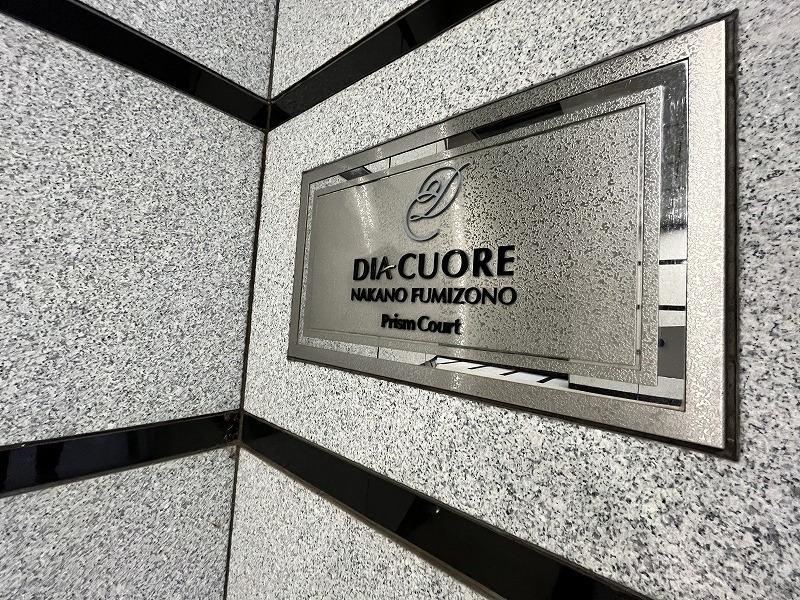 DIA CUORE
NAKANO FUMIZONO
Prism Court